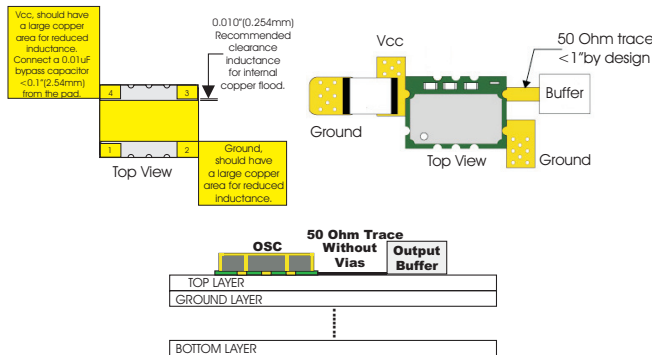 Vcc, should have
a large copper
area for reduced
inductance.
Connect a 0.01uF
bypass capacitor
<0.1"(2.54mm)
from the pad.
0.010"(0.254mm)
Recommended
clearance
inductance
for internal
copper flood.
4
3
1
2
Top View
Ground,
should have
a large copper
area for reduced
inductance.
Vcc
50 Ohm trace
<1"by design
Buffer
Ground
Top View
Ground
OSC
50 Ohm Trace
Without
Vias
Output
Buffer
TOP LAYER
GROUND LAYER
BOTTOM LAYER